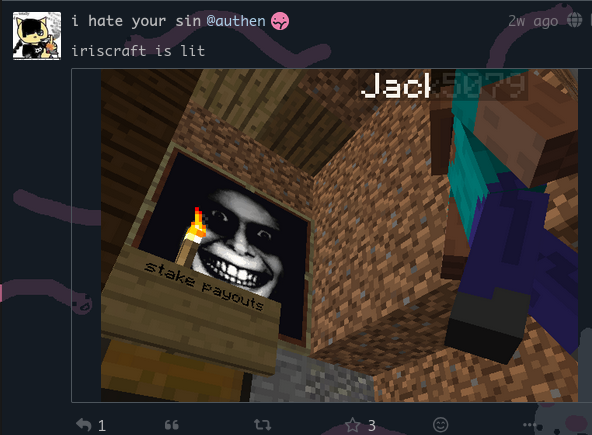 i hate your sin @authen
2w ago
iriscraft is lit
Jack5079
stake payouts
1
3